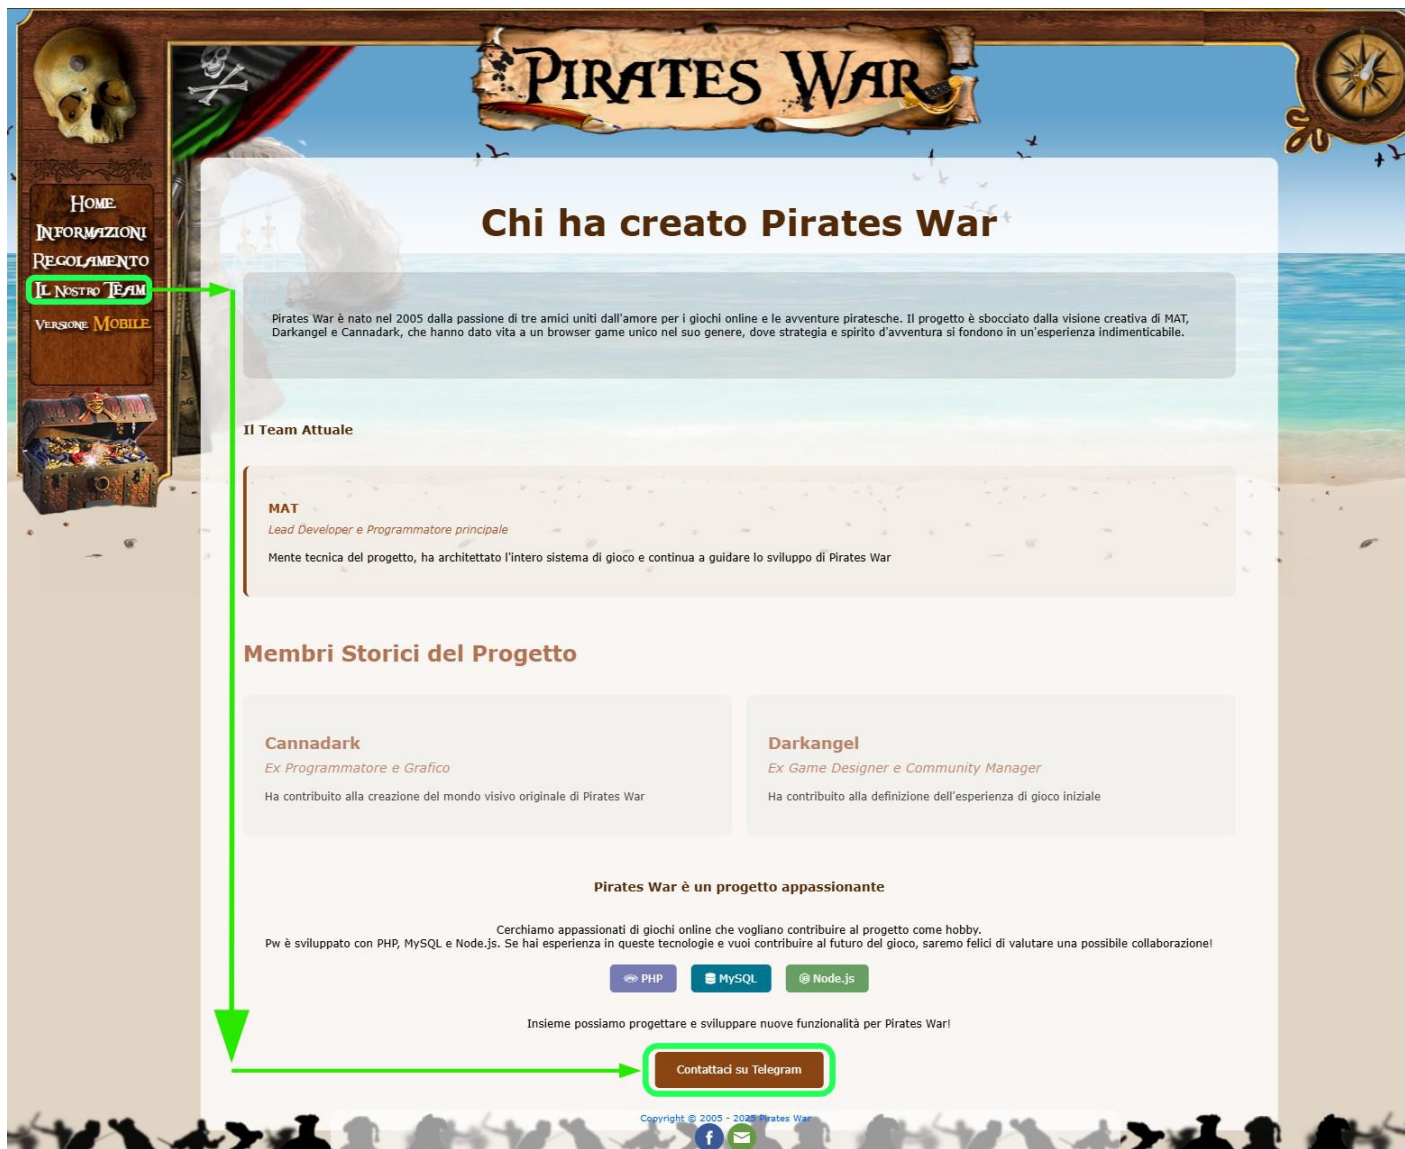 PIRATES WAR
HOME
INFORMAZIONI
REGOLAMENTO
IL NOSTRO TEAM
VERSIONE MOBILE
Chi ha creato Pirates War
Pirates War è nato nel 2005 dalla passione di tre amici uniti dall'amore per i giochi online e le avventure piratesche. Il progetto è sbocciato dalla visione creativa di MAT,
Darkangel e Cannadark, che hanno dato vita a un browser game unico nel suo genere, dove strategia e spirito d'avventura si fondono in un'esperienza indimenticabile.
Il Team Attuale
MAT
Lead Developer e Programmatore principale
Mente tecnica del progetto, ha architettato l'intero sistema di gioco e continua a guidare lo sviluppo di Pirates War
Membri Storici del Progetto
Cannadark
Ex Programmatore e Grafico
Ha contribuito alla creazione del mondo visivo originale di Pirates War
Darkangel
Ex Game Designer e Community Manager
Ha contribuito alla definizione dell'esperienza di gioco iniziale
Pirates War è un progetto appassionante
Cerchiamo appassionati di giochi online che vogliano contribuire al progetto come hobby.
Pw è sviluppato con PHP, MySQL e Node.js. Se hai esperienza in queste tecnologie e vuoi contribuire al futuro del gioco, saremo felici di valutare una possibile collaborazione!
PHP
MySQL
Node.js
Insieme possiamo progettare e sviluppare nuove funzionalità per Pirates War!
Contattaci su Telegram
Copyright © 2005 - 2025 Pirates War